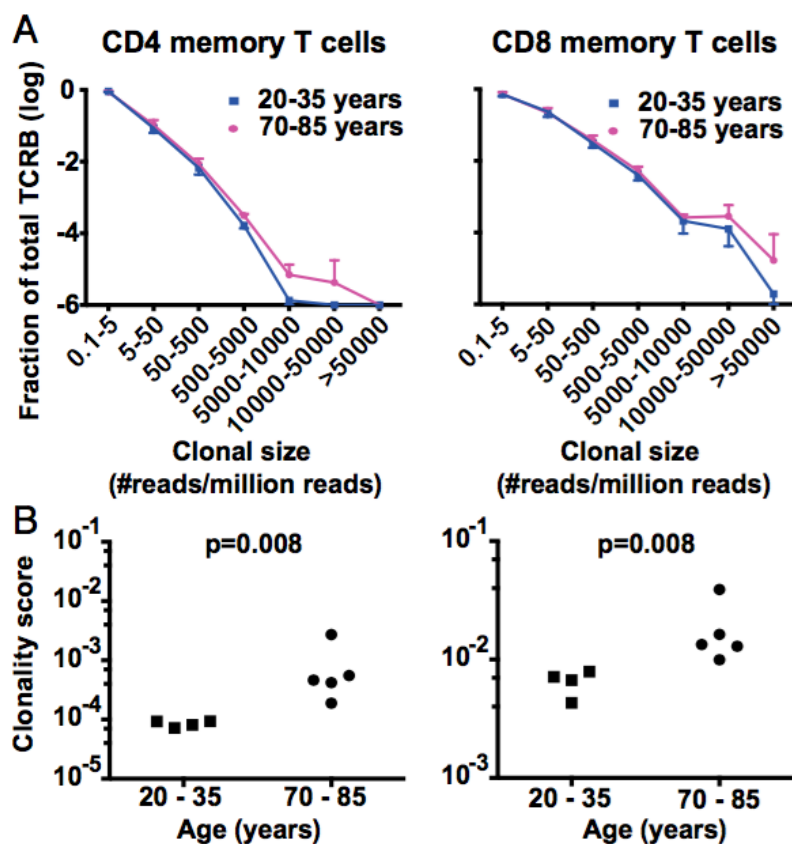 A
CD4 memory T cells
CD8 memory T cells
Fraction of total TCRB (log)
0
-2
-4
-6
20-35 years
70-85 years
20-35 years
70-85 years
0.1-5
5-50
50-500
500-5000
5000-10000
10000-50000
>50000
0.1-5
5-50
50-500
500-5000
5000-10000
10000-50000
>50000
Clonal size
(#reads/million reads)
Clonal size
(#reads/million reads)
B
Clonality score
10-1
10-2
10-3
10-4
10-5
p=0.008
20 - 35
70 - 85
Age (years)
10-1
10-2
10-3
p=0.008
20 - 35
70 - 85
Age (years)